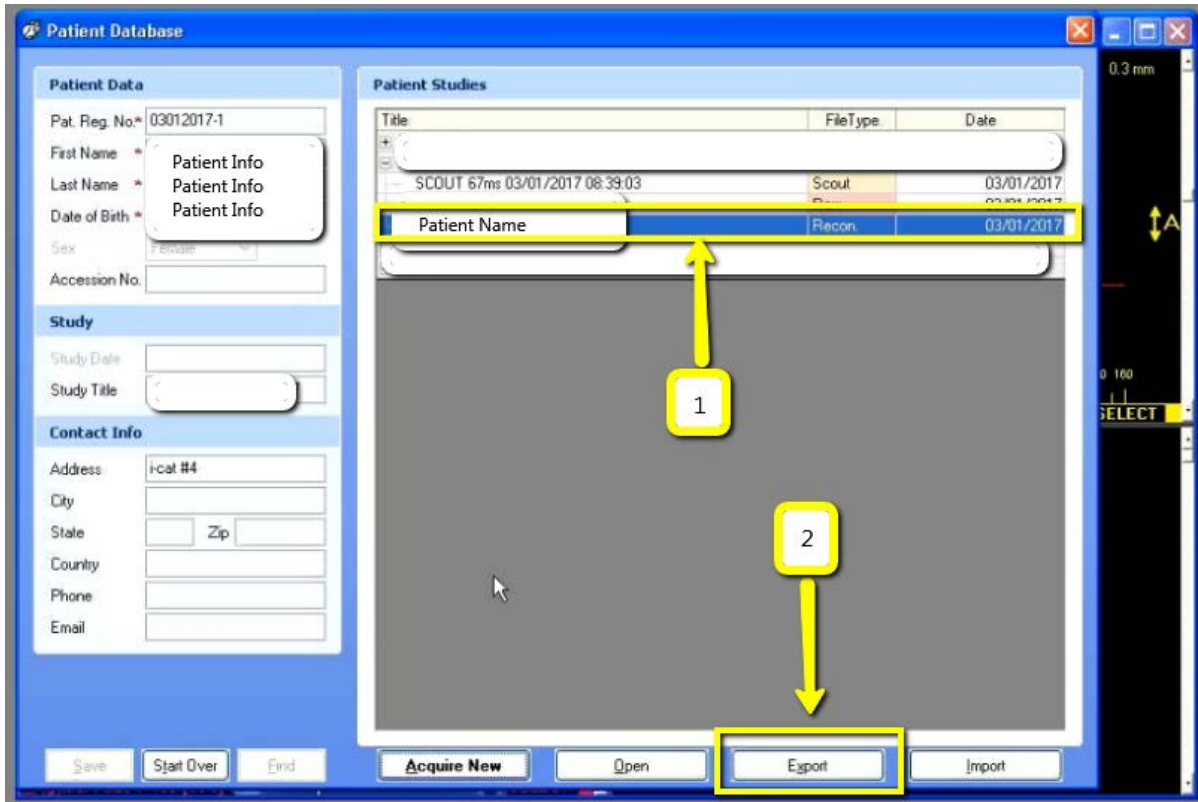 Patient Database
0.3 mm
Patient Data
Pat. Reg. No.* 03012017-1
First Name * Patient Info
Last Name * Patient Info
Date of Birth * Patient Info
Sex Female
Accession No.
Study
Study Date
Study Title
Contact Info
Address i-cat #4
City
State Zip
Country
Phone
Email
Save Start Over Find
Patient Studies
Title FileType Date
SCOUT 67ms 03/01/2017 08:39:03 Scout 03/01/2017
Patient Name Recon. 03/01/2017
1
2
Acquire New Open Export Import
A
160
SELECT